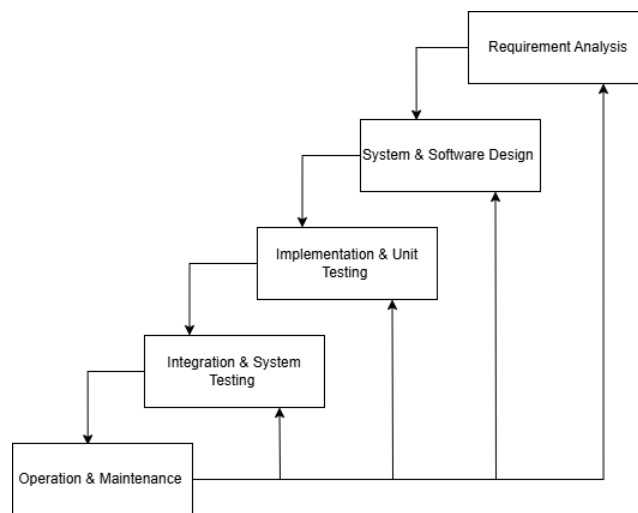 Requirement Analysis
System & Software Design
Implementation & Unit
Testing
Integration & System
Testing
Operation & Maintenance